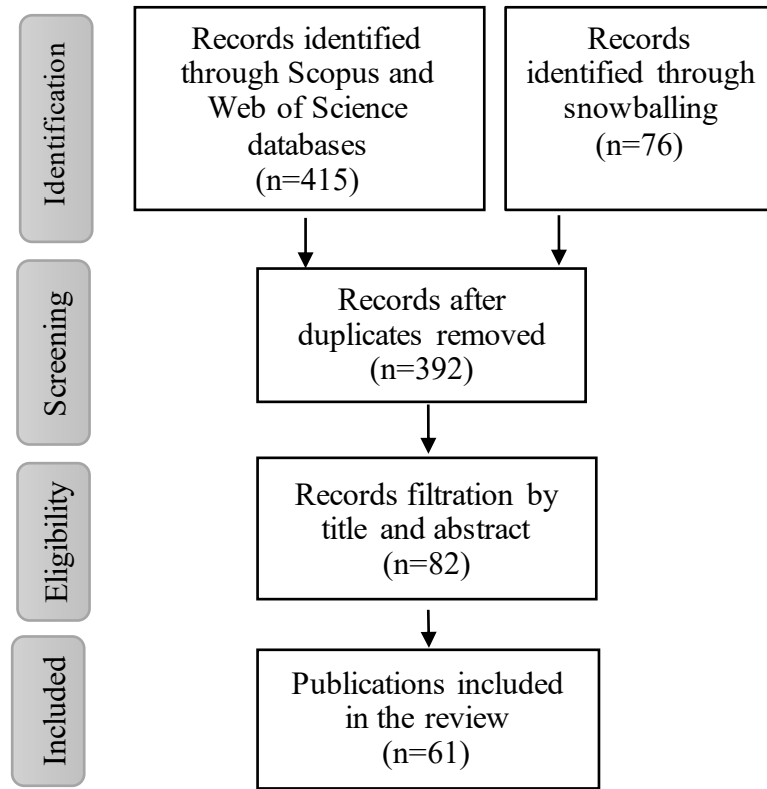 Identification
Records identified
through Scopus and
Web of Science
databases
(n=415)
Records
identified through
snowballing
(n=76)
Screening
Records after
duplicates removed
(n=392)
Eligibility
Records filtration by
title and abstract
(n=82)
Included
Publications included
in the review
(n=61)